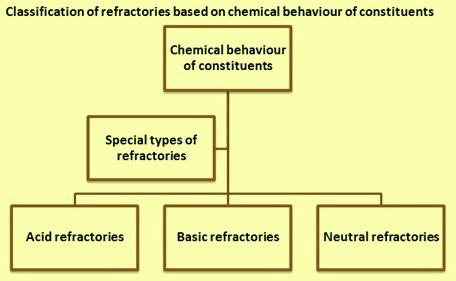 Classification of refractories based on chemical behaviour of constituents
Chemical behaviour
of constituents
Special types of
refractories
Acid refractories
Basic refractories
Neutral refractories